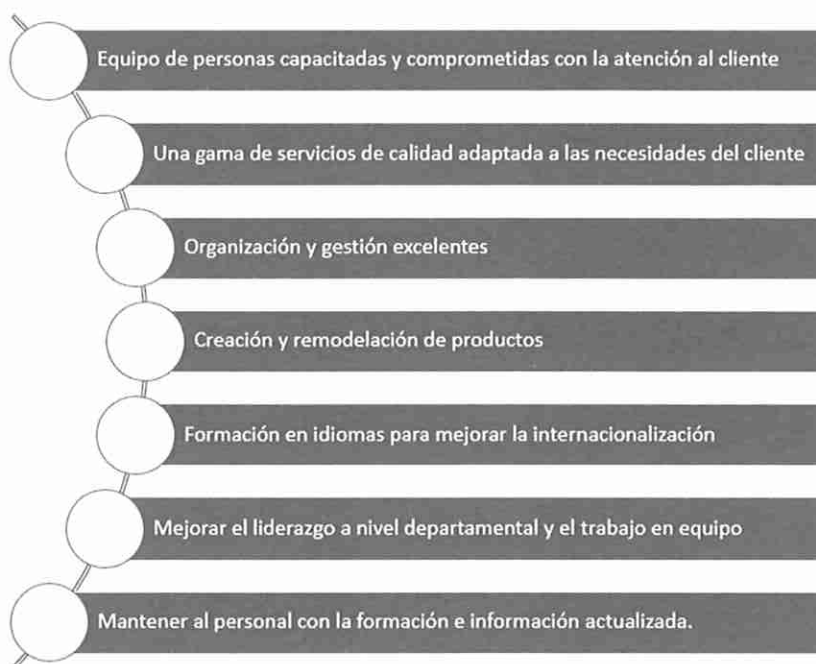 Equipo de personas capacitadas y comprometidas con la atención al cliente
Una gama de servicios de calidad adaptada a las necesidades del cliente
Organización y gestión excelentes
Creación y remodelación de productos
Formación en idiomas para mejorar la internacionalización
Mejorar el liderazgo a nivel departamental y el trabajo en equipo
Mantener al personal con la formación e información actualizada.